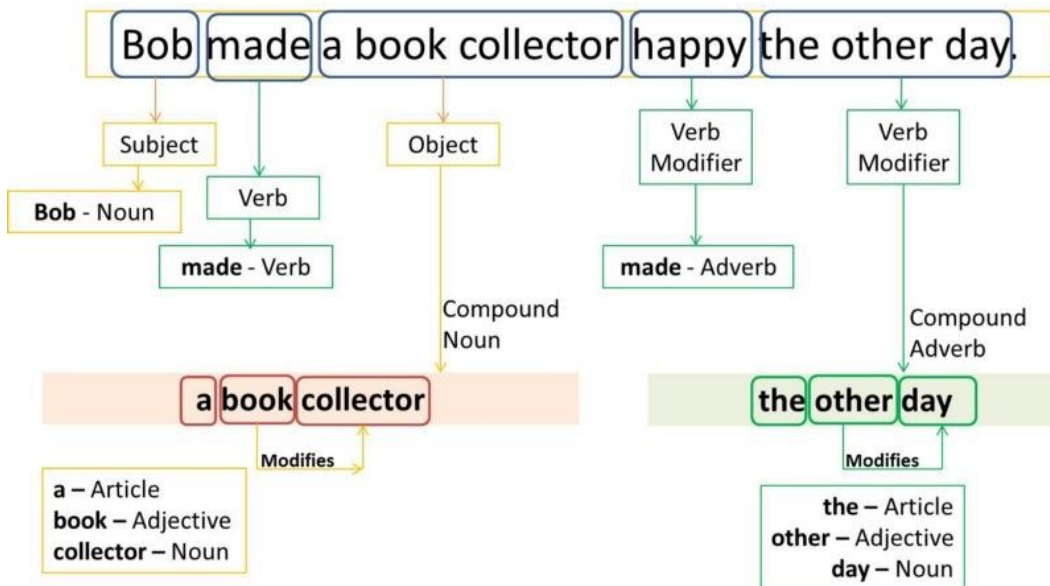 Bob made a book collector happy the other day.
Subject
Object
Verb
Modifier
Verb
Modifier
Bob - Noun
Verb
made - Verb
made - Adverb
Compound
Noun
Compound
Adverb
a book collector
the other day
Modifies
Modifies
a – Article
book – Adjective
collector – Noun
the – Article
other – Adjective
day – Noun